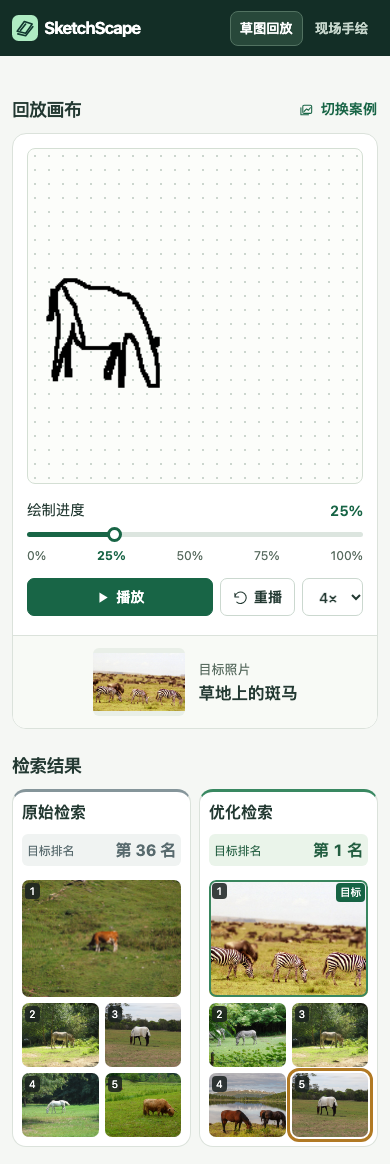 SketchScape
草图回放
现场手绘
回放画布
切换案例
绘制进度
25%
0%
25%
50%
75%
100%
播放
重播
4×
目标照片
草地上的斑马
检索结果
原始检索
目标排名
第 36 名
1
2
3
4
5
优化检索
目标排名
第 1 名
1
目标
2
3
4
5